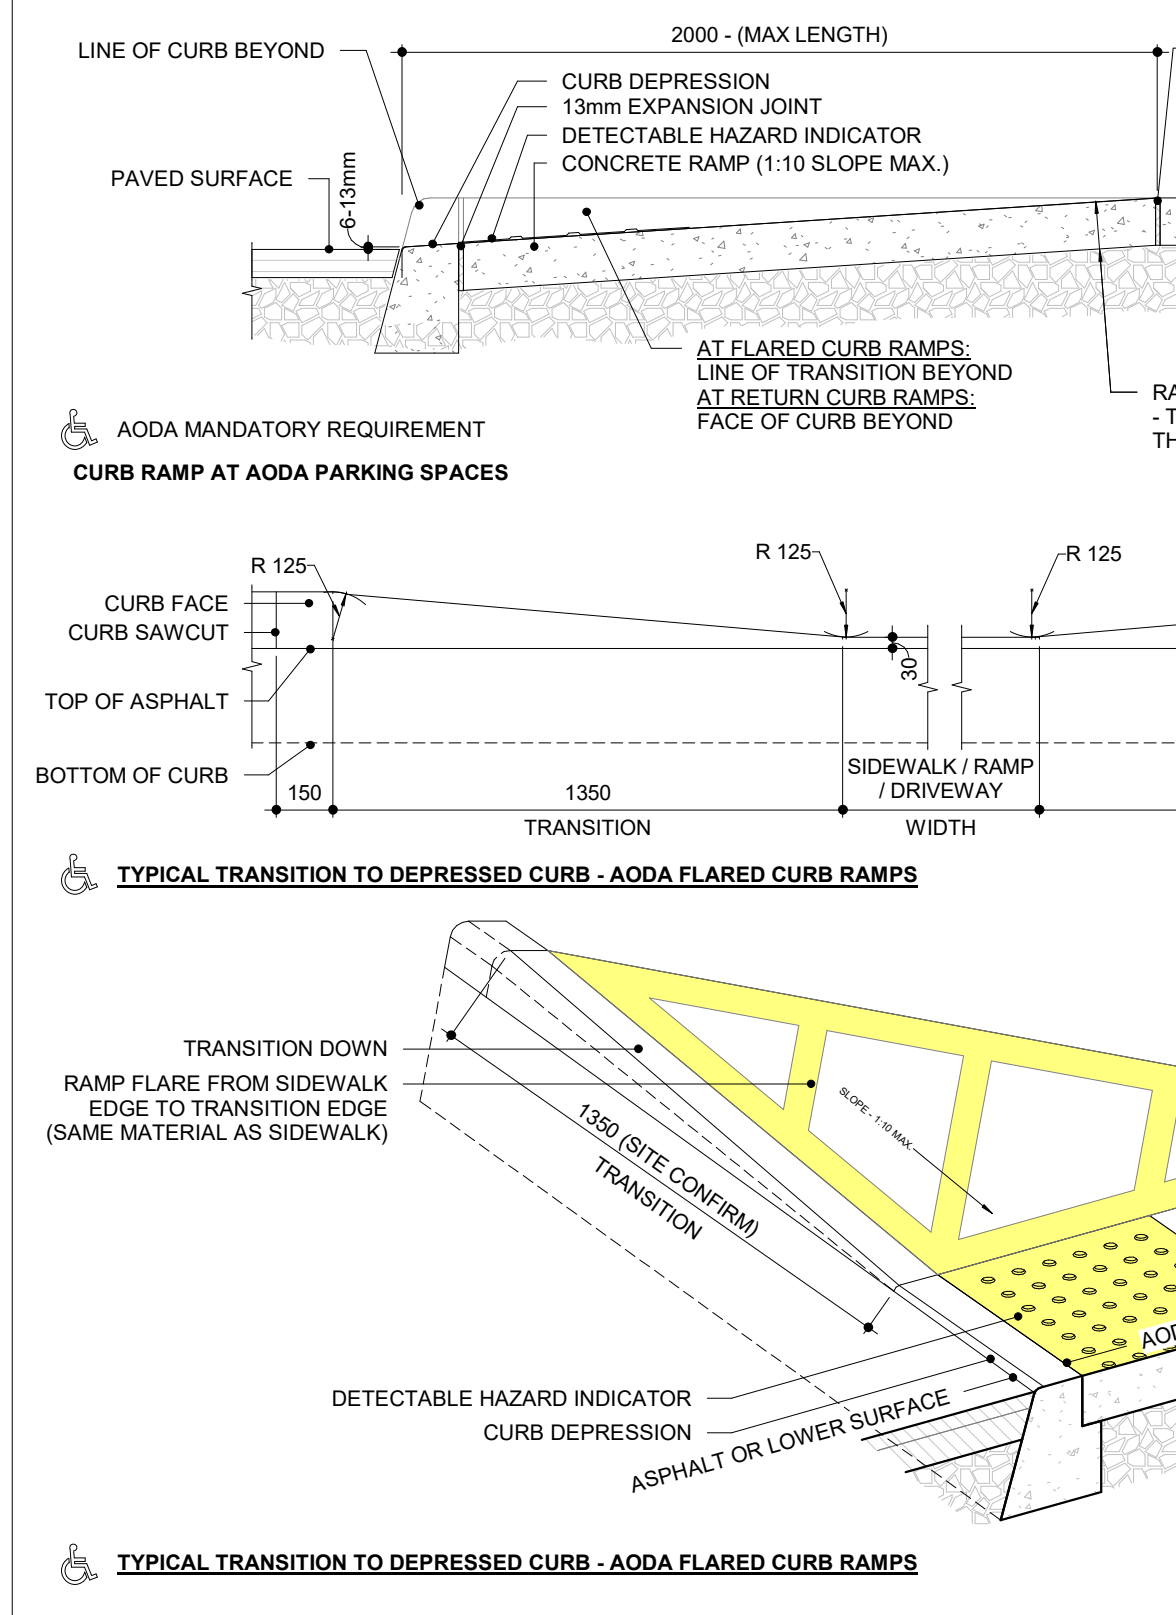 2000 - (MAX LENGTH)
LINE OF CURB BEYOND
CURB DEPRESSION
13mm EXPANSION JOINT
DETECTABLE HAZARD INDICATOR
CONCRETE RAMP (1:10 SLOPE MAX.)
PAVED SURFACE
6-13mm
AT FLARED CURB RAMPS:
LINE OF TRANSITION BEYOND
AT RETURN CURB RAMPS:
FACE OF CURB BEYOND
RA
- T
TH
AODA MANDATORY REQUIREMENT
CURB RAMP AT AODA PARKING SPACES
R 125
R 125
R 125
CURB FACE
CURB SAWCUT
30
TOP OF ASPHALT
BOTTOM OF CURB
SIDEWALK / RAMP
/ DRIVEWAY
150
1350
TRANSITION
WIDTH
TYPICAL TRANSITION TO DEPRESSED CURB - AODA FLARED CURB RAMPS
TRANSITION DOWN
RAMP FLARE FROM SIDEWALK
EDGE TO TRANSITION EDGE
(SAME MATERIAL AS SIDEWALK)
SLOPE - 1:10 MAX.
1350 (SITE CONFIRM)
TRANSITION
AOD
DETECTABLE HAZARD INDICATOR
CURB DEPRESSION
ASPHALT OR LOWER SURFACE
TYPICAL TRANSITION TO DEPRESSED CURB - AODA FLARED CURB RAMPS